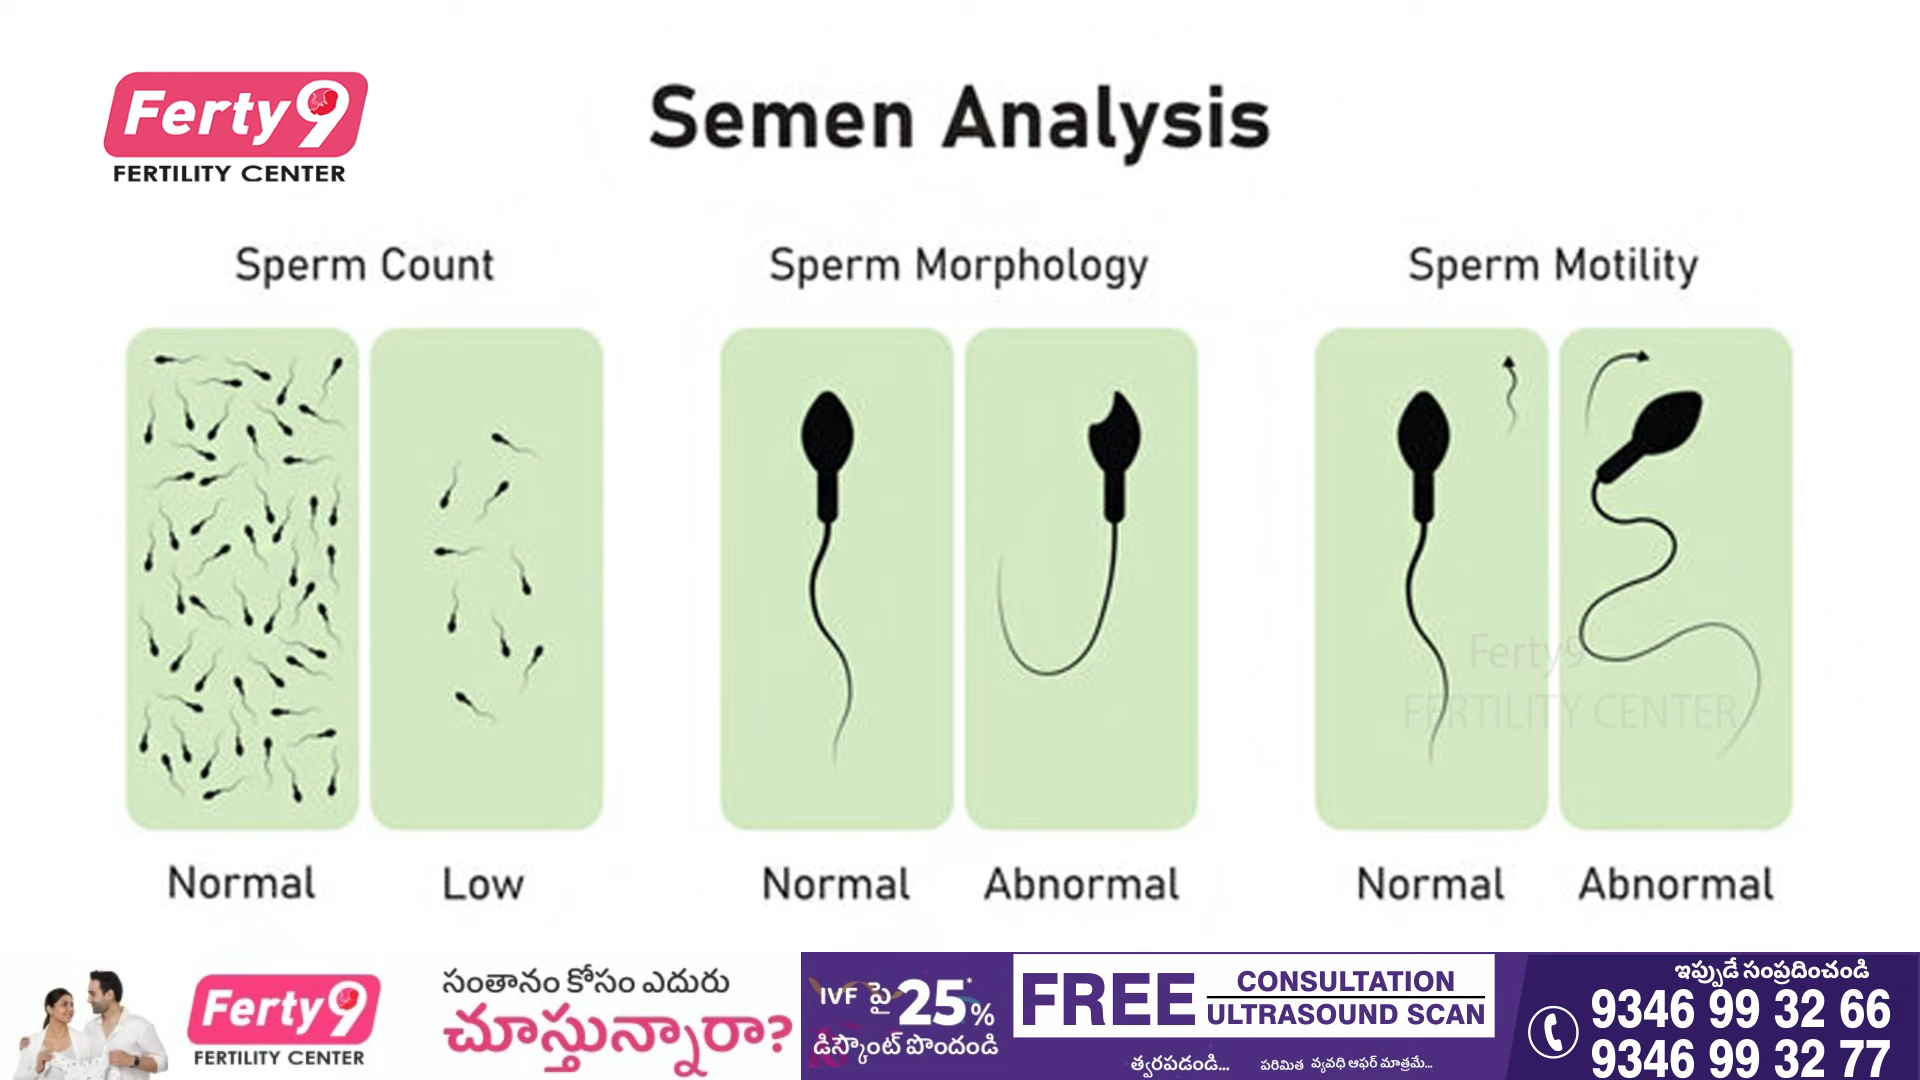 Ferty9
FERTILITY CENTER
Semen Analysis
Sperm Count
Sperm Morphology
Sperm Motility
Ferty9
FERTILITY CENTER
Normal
Low
Normal
Abnormal
Normal
Abnormal
Ferty9
FERTILITY CENTER
సంతానం కోసం ఎదురు
చూస్తున్నారా?
IVF పై 25%*
డిస్కౌంట్ పొందండి
FREE
CONSULTATION
ULTRASOUND SCAN
త్వరపడండి... పరిమిత వ్యవధి ఆఫర్ మాత్రమే...
ఇప్పుడే సంప్రదించండి
9346 99 32 66
9346 99 32 77